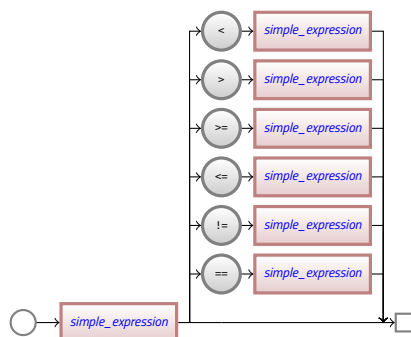 < simple_expression
> simple_expression
>= simple_expression
<= simple_expression
!= simple_expression
== simple_expression
simple_expression